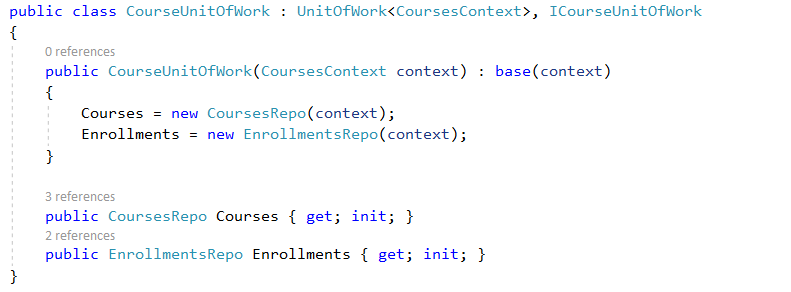 public class CourseUnitOfWork : UnitOfWork<CoursesContext>, ICourseUnitOfWork
{
0 references
public CourseUnitOfWork(CoursesContext context) : base(context)
{
Courses = new CoursesRepo(context);
Enrollments = new EnrollmentsRepo(context);
}
3 references
public CoursesRepo Courses { get; init; }
2 references
public EnrollmentsRepo Enrollments { get; init; }
}